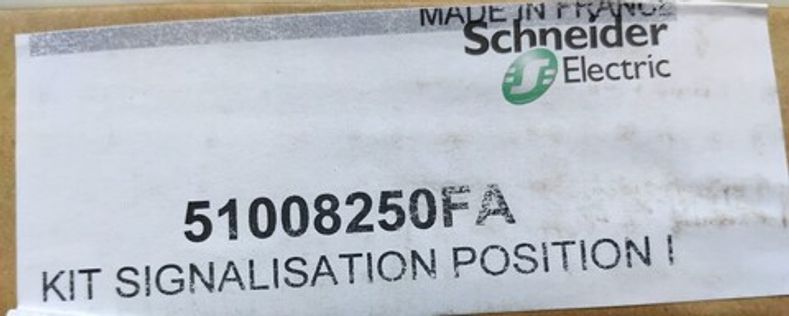 MADE IN FRANCE
Schneider
Electric
51008250FA
KIT SIGNALISATION POSITION I